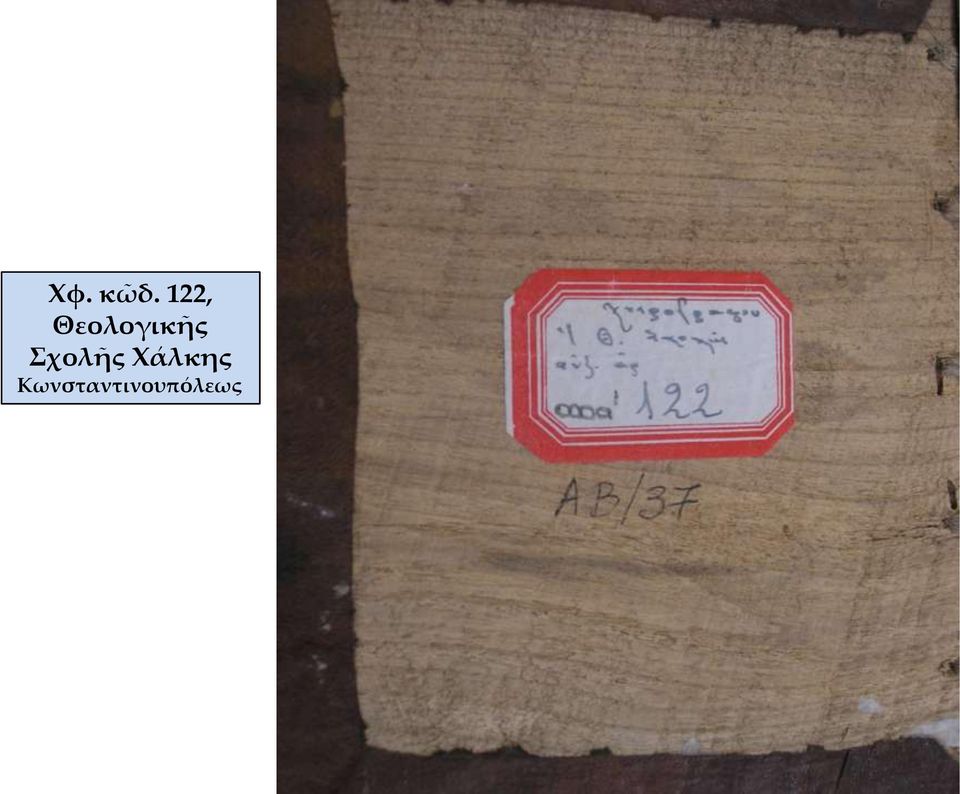 Χφ. κῶδ. 122,
Θεολογικῆς
Σχολῆς Χάλκης
Κωνσταντινουπόλεως
Θ.
122
AB/37